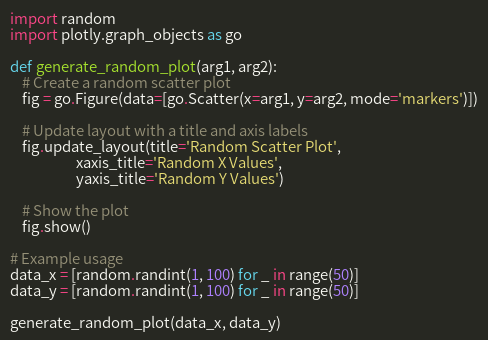 import random
import plotly.graph_objects as go

def generate_random_plot(arg1, arg2):
    # Create a random scatter plot
    fig = go.Figure(data=[go.Scatter(x=arg1, y=arg2, mode='markers')])

    # Update layout with a title and axis labels
    fig.update_layout(title='Random Scatter Plot',
                      xaxis_title='Random X Values',
                      yaxis_title='Random Y Values')

    # Show the plot
    fig.show()

# Example usage
data_x = [random.randint(1, 100) for _ in range(50)]
data_y = [random.randint(1, 100) for _ in range(50)]

generate_random_plot(data_x, data_y)